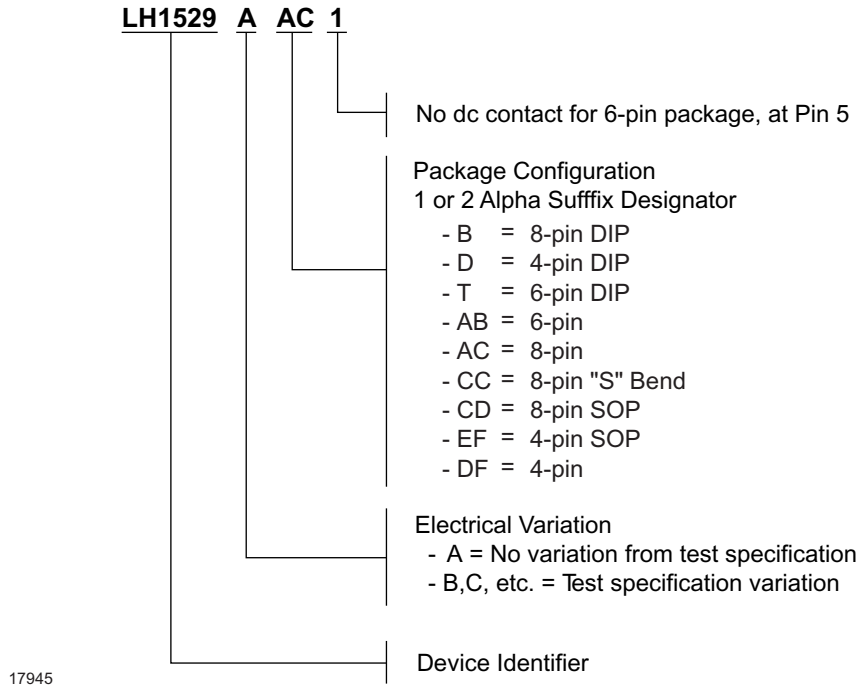 LH1529 A AC 1
No dc contact for 6-pin package, at Pin 5
Package Configuration
1 or 2 Alpha Sufffix Designator
- B = 8-pin DIP
- D = 4-pin DIP
- T = 6-pin DIP
- AB = 6-pin
- AC = 8-pin
- CC = 8-pin "S" Bend
- CD = 8-pin SOP
- EF = 4-pin SOP
- DF = 4-pin
Electrical Variation
- A = No variation from test specification
- B,C, etc. = Test specification variation
Device Identifier
17945